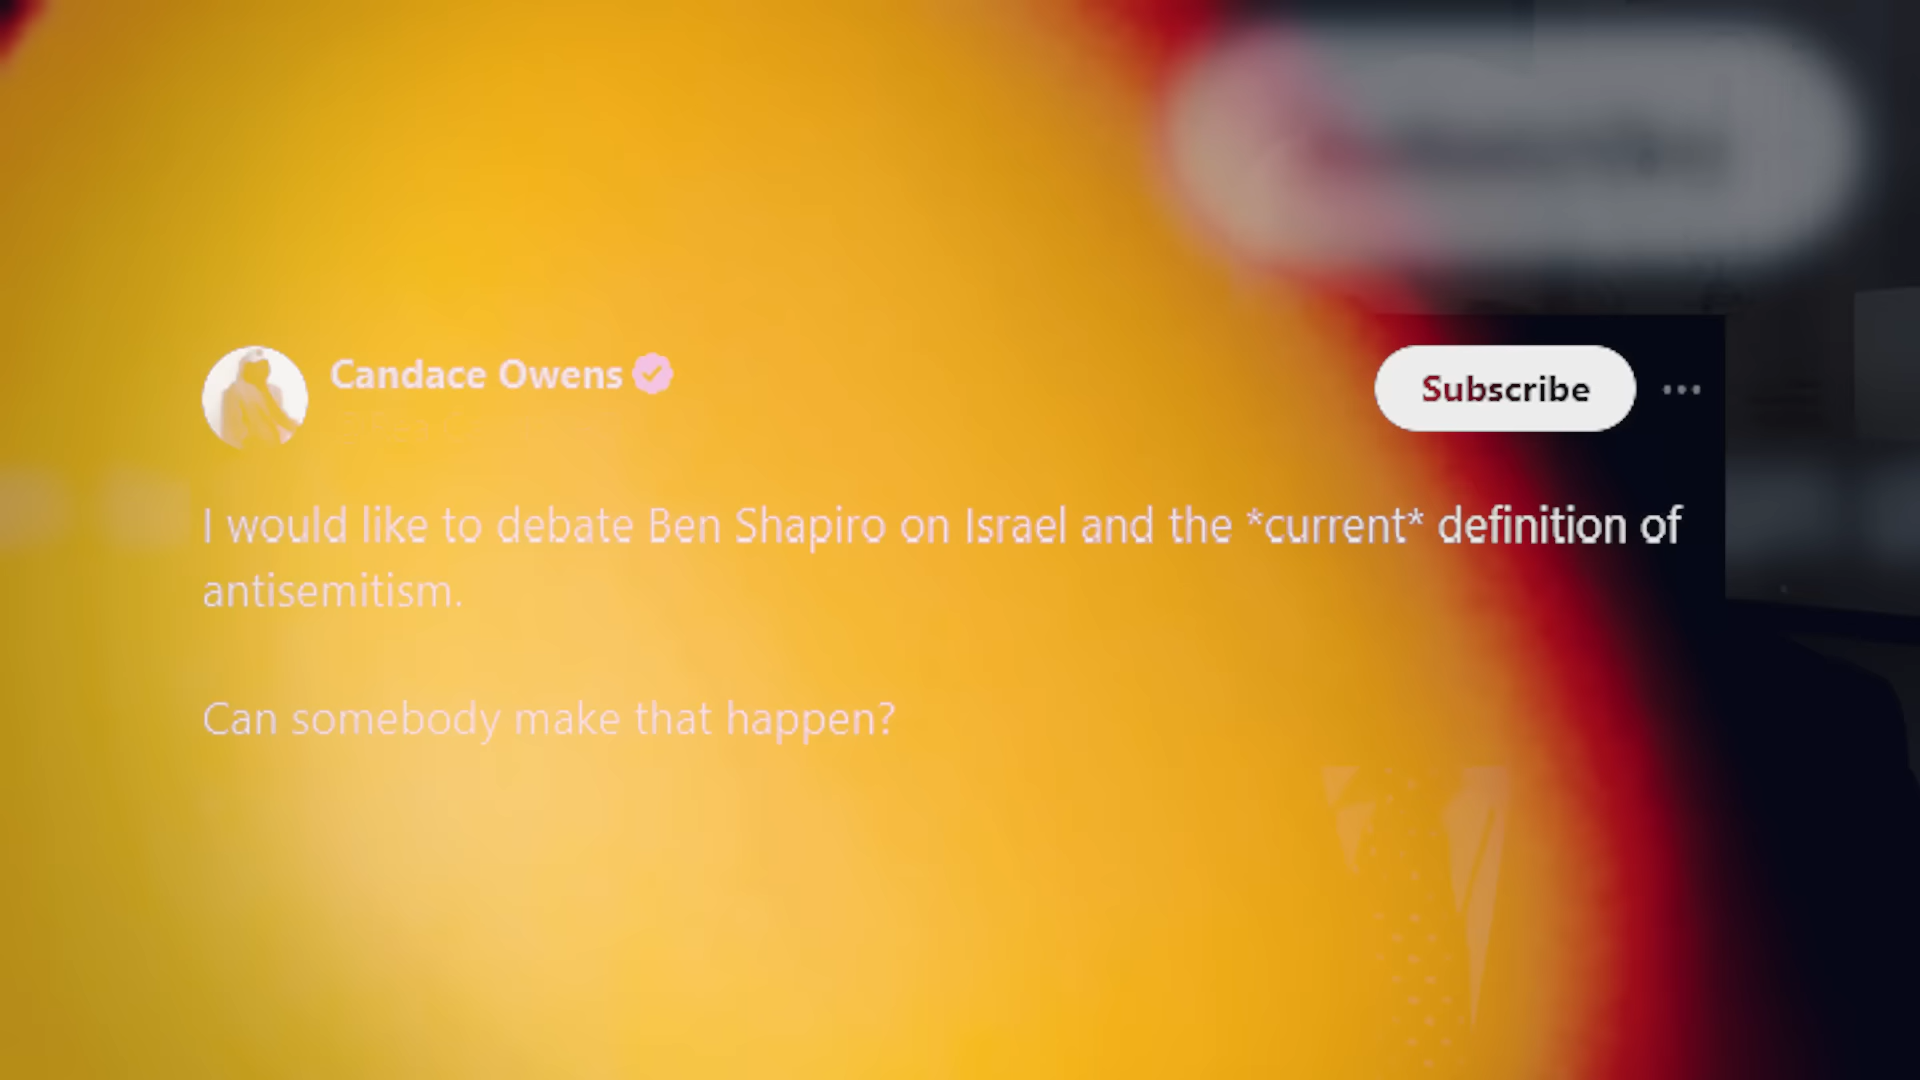 Candace Owens
Subscribe
I would like to debate Ben Shapiro on Israel and the *current* definition of
antisemitism.
Can somebody make that happen?